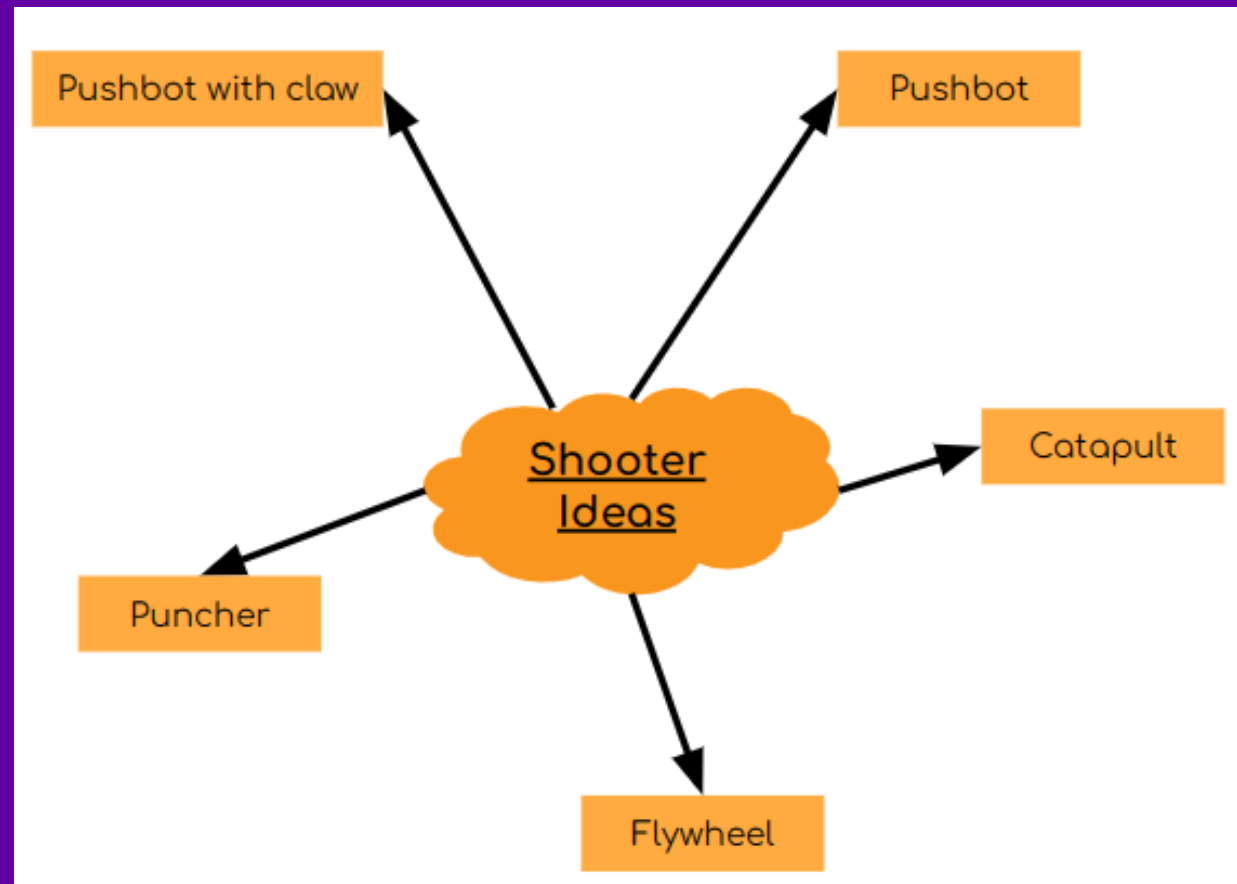 Pushbot with claw
Pushbot
Shooter
Ideas
Catapult
Puncher
Flywheel